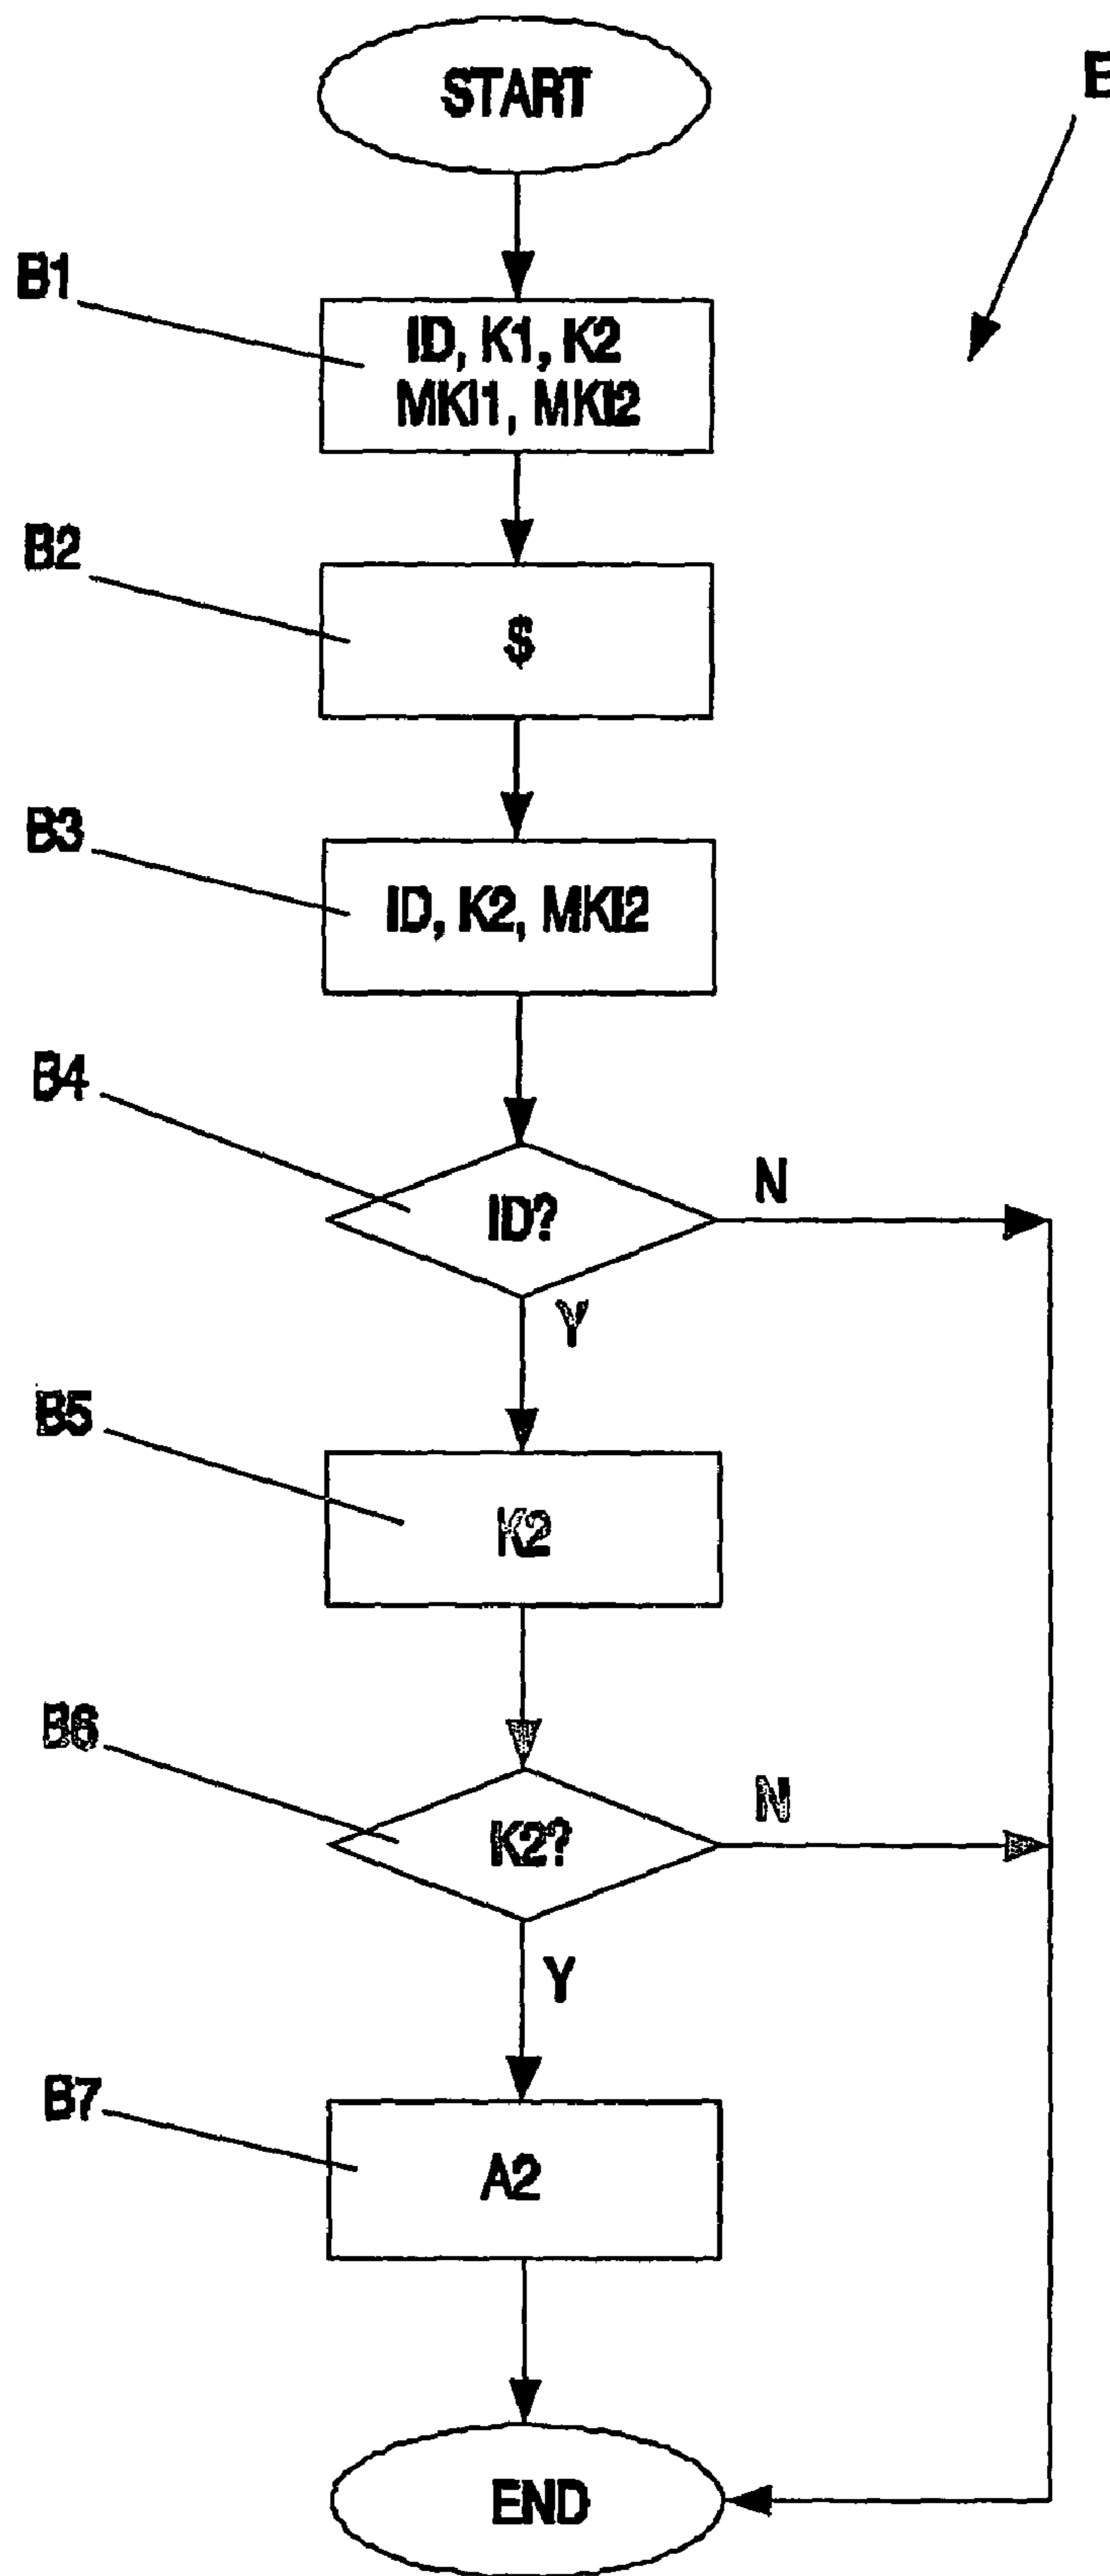 START
B
B1
ID, K1, K2
MKI1, MKI2
B2
$
B3
ID, K2, MKI2
B4
ID?
N
Y
B5
K2
B6
K2?
N
Y
B7
A2
END